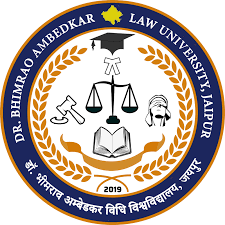 DR. BHIMRAO AMBEDKAR LAW UNIVERSITY, JAIPUR
2019
डॉ. भीमराव अम्बेडकर विधि विश्वविद्यालय, जयपुर